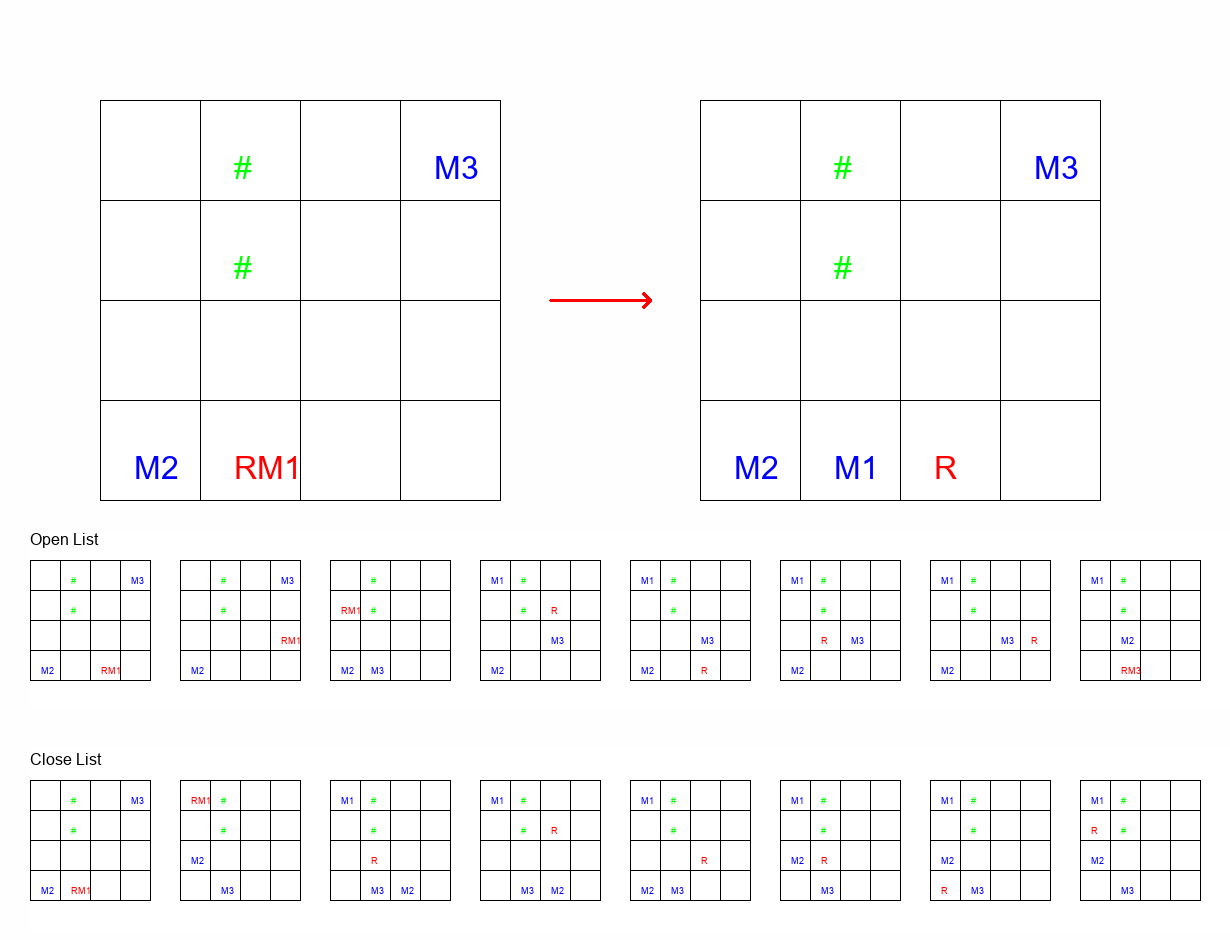 # M3 # M3
# #
M2 RM1 M2 M1 R
Open List
# M3 # M3 # M1 # M1 # M1 # M1 # M1 #
# # RM1 # # R # # # #
RM1 M3 M3 R M3 M3 R M2
M2 RM1 M2 M2 M3 M2 M2 R M2 M2 RM3
Close List
# M3 RM1 # M1 # M1 # M1 # M1 # M1 # M1 #
# # # # R # # # R #
M2 R R M2 R M2 M2
M2 RM1 M3 M3 M2 M3 M2 M2 M3 M3 R M3 M3